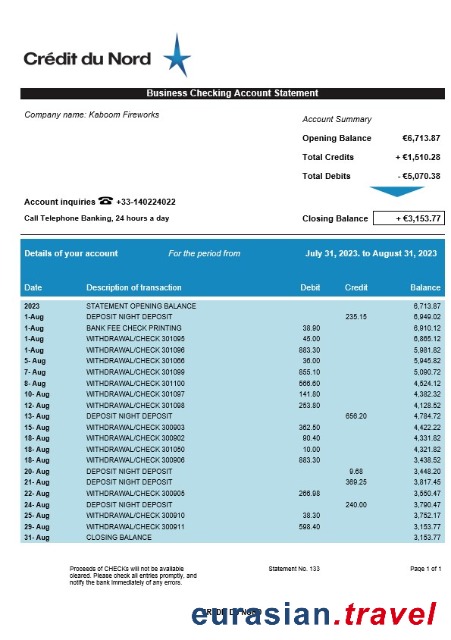 Crédit du Nord
Business Checking Account Statement
Company name: Kaboom Fireworks
Account Summary
Opening Balance €6,713.87
Total Credits + €1,510.28
Total Debits - €5,070.38
Account inquiries ☎ +33-140224022
Call Telephone Banking, 24 hours a day
Closing Balance + €3,153.77
Details of your account For the period from July 31, 2023. to August 31, 2023
Date Description of transaction Debit Credit Balance
2023 STATEMENT OPENING BALANCE 6,713.87
1-Aug DEPOSIT NIGHT DEPOSIT 235.15 6,949.02
1-Aug BANK FEE CHECK PRINTING 38.90 6,910.12
1-Aug WITHDRAWAL/CHECK 301095 45.00 6,865.12
1-Aug WITHDRAWAL/CHECK 301096 883.30 5,981.82
5- Aug WITHDRAWAL/CHECK 301066 36.00 5,945.82
7- Aug WITHDRAWAL/CHECK 301099 855.10 5,090.72
8- Aug WITHDRAWAL/CHECK 301100 566.60 4,524.12
10- Aug WITHDRAWAL/CHECK 301097 141.80 4,382.32
12- Aug WITHDRAWAL/CHECK 301098 253.80 4,128.52
13- Aug DEPOSIT NIGHT DEPOSIT 656.20 4,784.72
15- Aug WITHDRAWAL/CHECK 300903 362.50 4,422.22
18- Aug WITHDRAWAL/CHECK 300902 90.40 4,331.82
18- Aug WITHDRAWAL/CHECK 301050 10.00 4,321.82
18- Aug WITHDRAWAL/CHECK 300906 883.30 3,438.52
20- Aug DEPOSIT NIGHT DEPOSIT 9.68 3,448.20
21- Aug DEPOSIT NIGHT DEPOSIT 369.25 3,817.45
22- Aug WITHDRAWAL/CHECK 300905 266.98 3,550.47
24- Aug DEPOSIT NIGHT DEPOSIT 240.00 3,790.47
25- Aug WITHDRAWAL/CHECK 300910 38.30 3,752.17
29- Aug WITHDRAWAL/CHECK 300911 598.40 3,153.77
31- Aug CLOSING BALANCE 3,153.77
Proceeds of CHECKs will not be available
cleared. Please check all entries promptly, and
notify the bank immediately of any errors.
Statement No. 133
Page 1 of 1
eurasian.travel